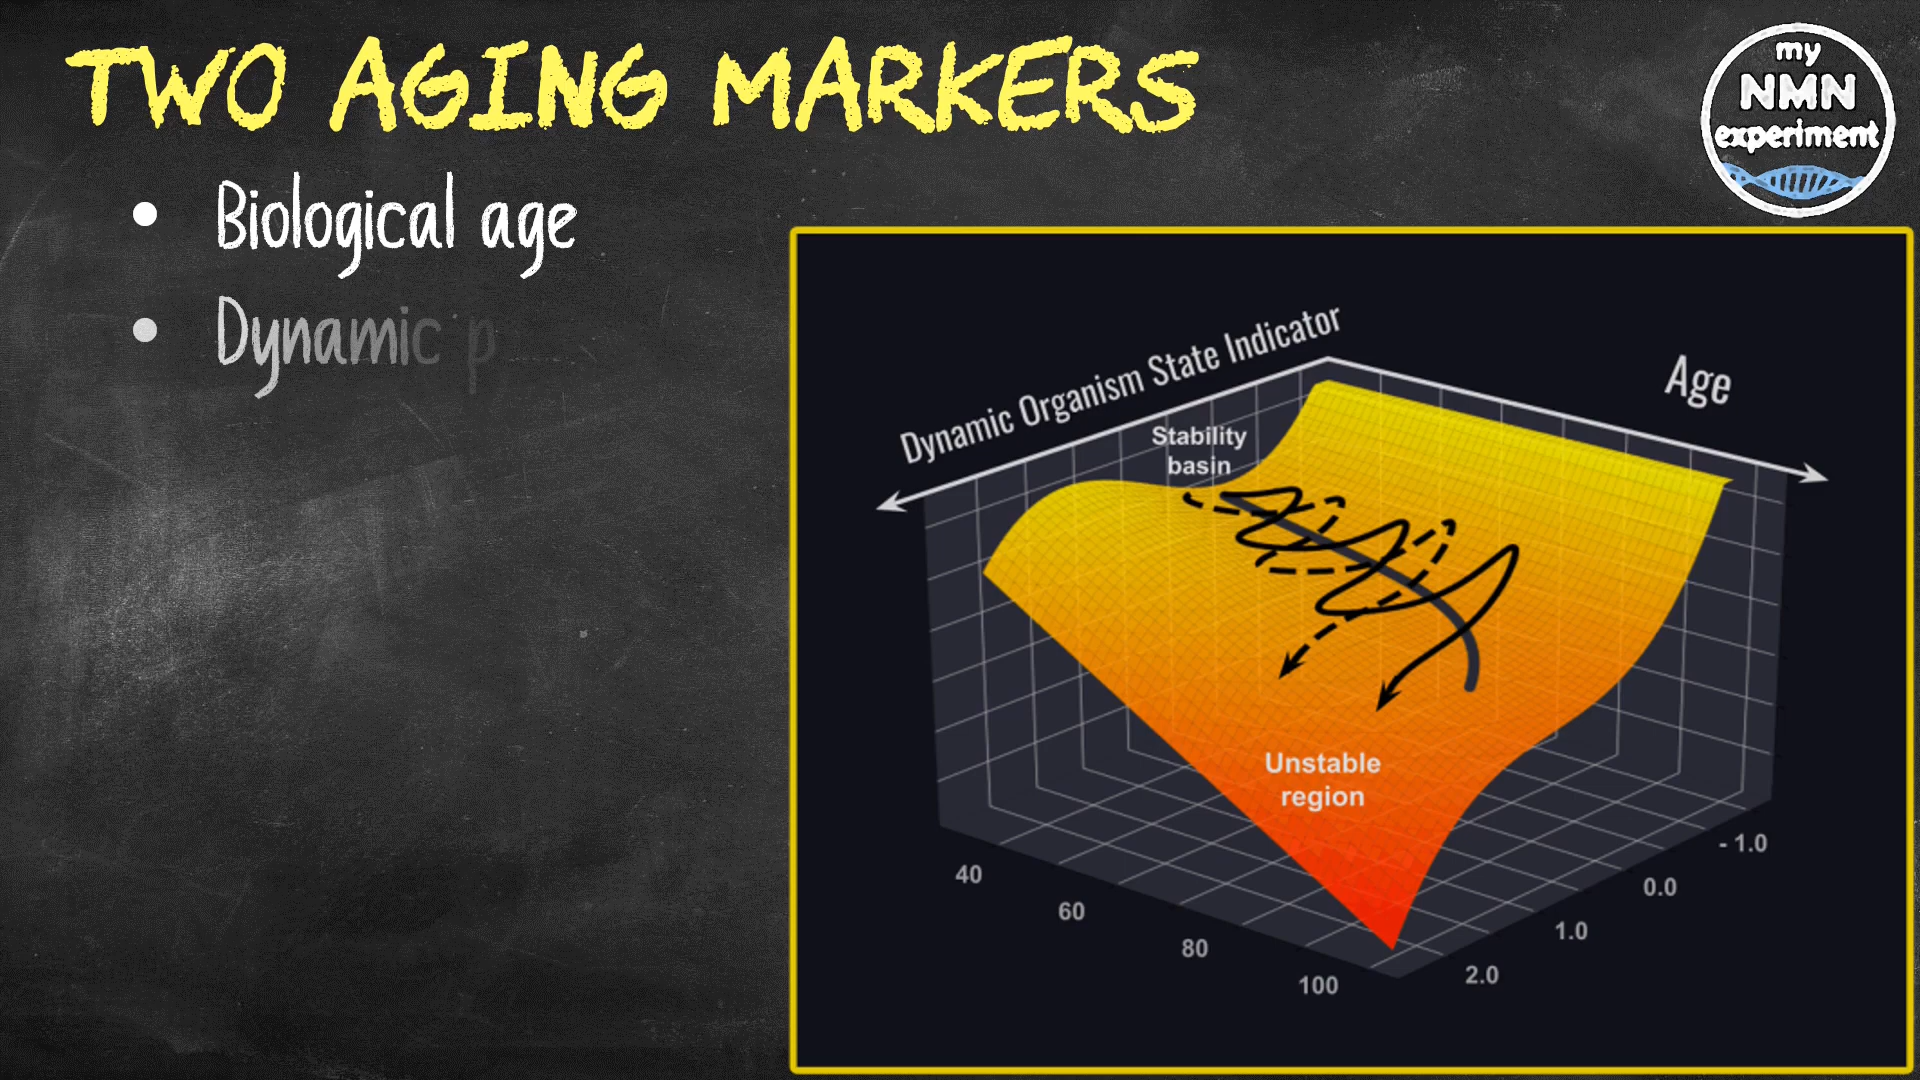 TWO AGING MARKERS
my
NMN
experiment
• Biological age
• Dynamic p
Dynamic Organism State Indicator
Age
Stability
basin
Unstable
region
40
60
80
100
2.0
1.0
0.0
- 1.0